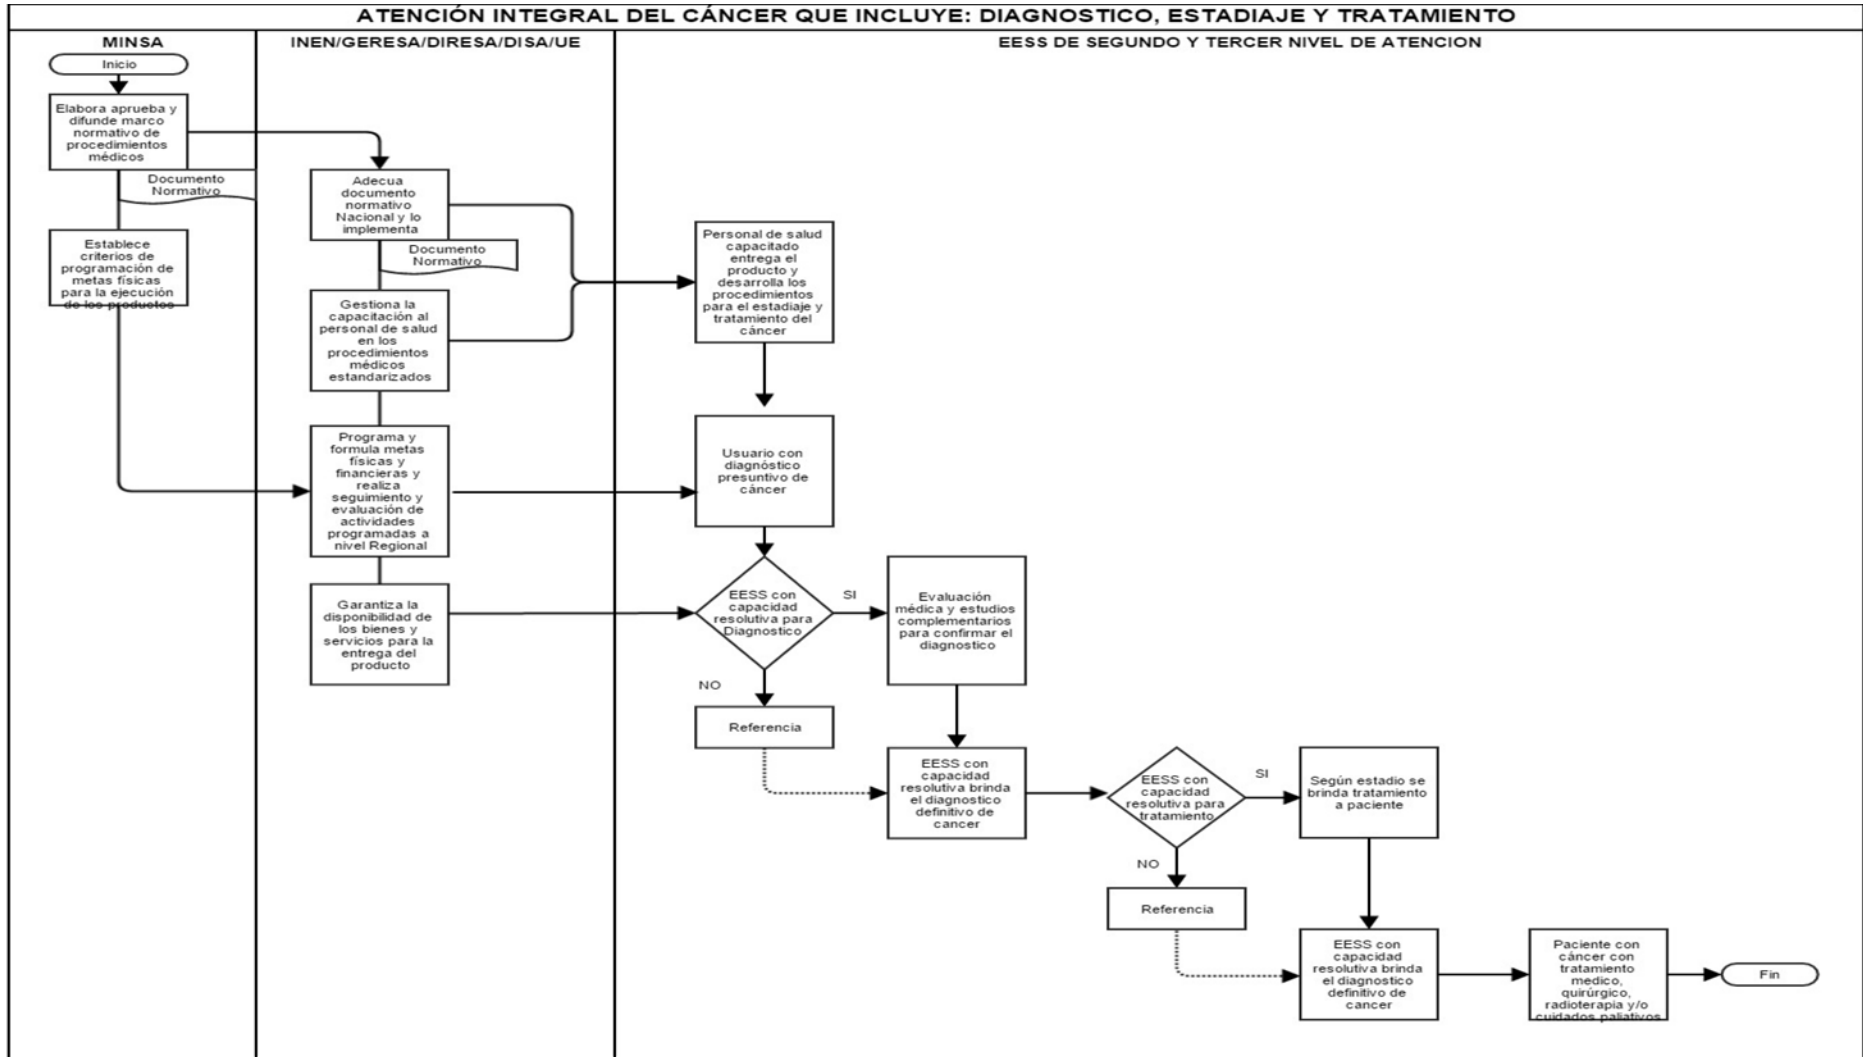 ATENCIÓN INTEGRAL DEL CÁNCER QUE INCLUYE: DIAGNOSTICO, ESTADIAJE Y TRATAMIENTO
MINSA
INEN/GERESA/DIRESA/DISA/UE
EESS DE SEGUNDO Y TERCER NIVEL DE ATENCION
Inicio
Elabora aprueba y
difunde marco
normativo de
procedimientos
médicos
Documento
Normativo
Establece
criterios de
programación de
metas físicas
para la ejecución
de los productos
Adecua
documento
normativo
Nacional y lo
implementa
Documento
Normativo
Gestiona la
capacitación al
personal de salud
en los
procedimientos
médicos
estandarizados
Programa y
formula metas
físicas y
financieras y
realiza
seguimiento y
evaluación de
actividades
programadas a
nivel Regional
Garantiza la
disponibilidad de
los bienes y
servicios para la
entrega del
producto
Personal de salud
capacitado
entrega el
producto y
desarrolla los
procedimientos
para el estadiaje y
tratamiento del
cáncer
Usuario con
diagnóstico
presuntivo de
cáncer
EESS con
capacidad
resolutiva para
Diagnostico
SI
NO
Evaluación
médica y estudios
complementarios
para confirmar el
diagnostico
Referencia
EESS con
capacidad
resolutiva brinda
el diagnostico
definitivo de
cancer
EESS con
capacidad
resolutiva para
tratamiento
SI
NO
Según estadio se
brinda tratamiento
a paciente
Referencia
EESS con
capacidad
resolutiva brinda
el diagnostico
definitivo de
cancer
Paciente con
cáncer con
tratamiento
medico,
quirúrgico,
radioterapia y/o
cuidados paliativos
Fin